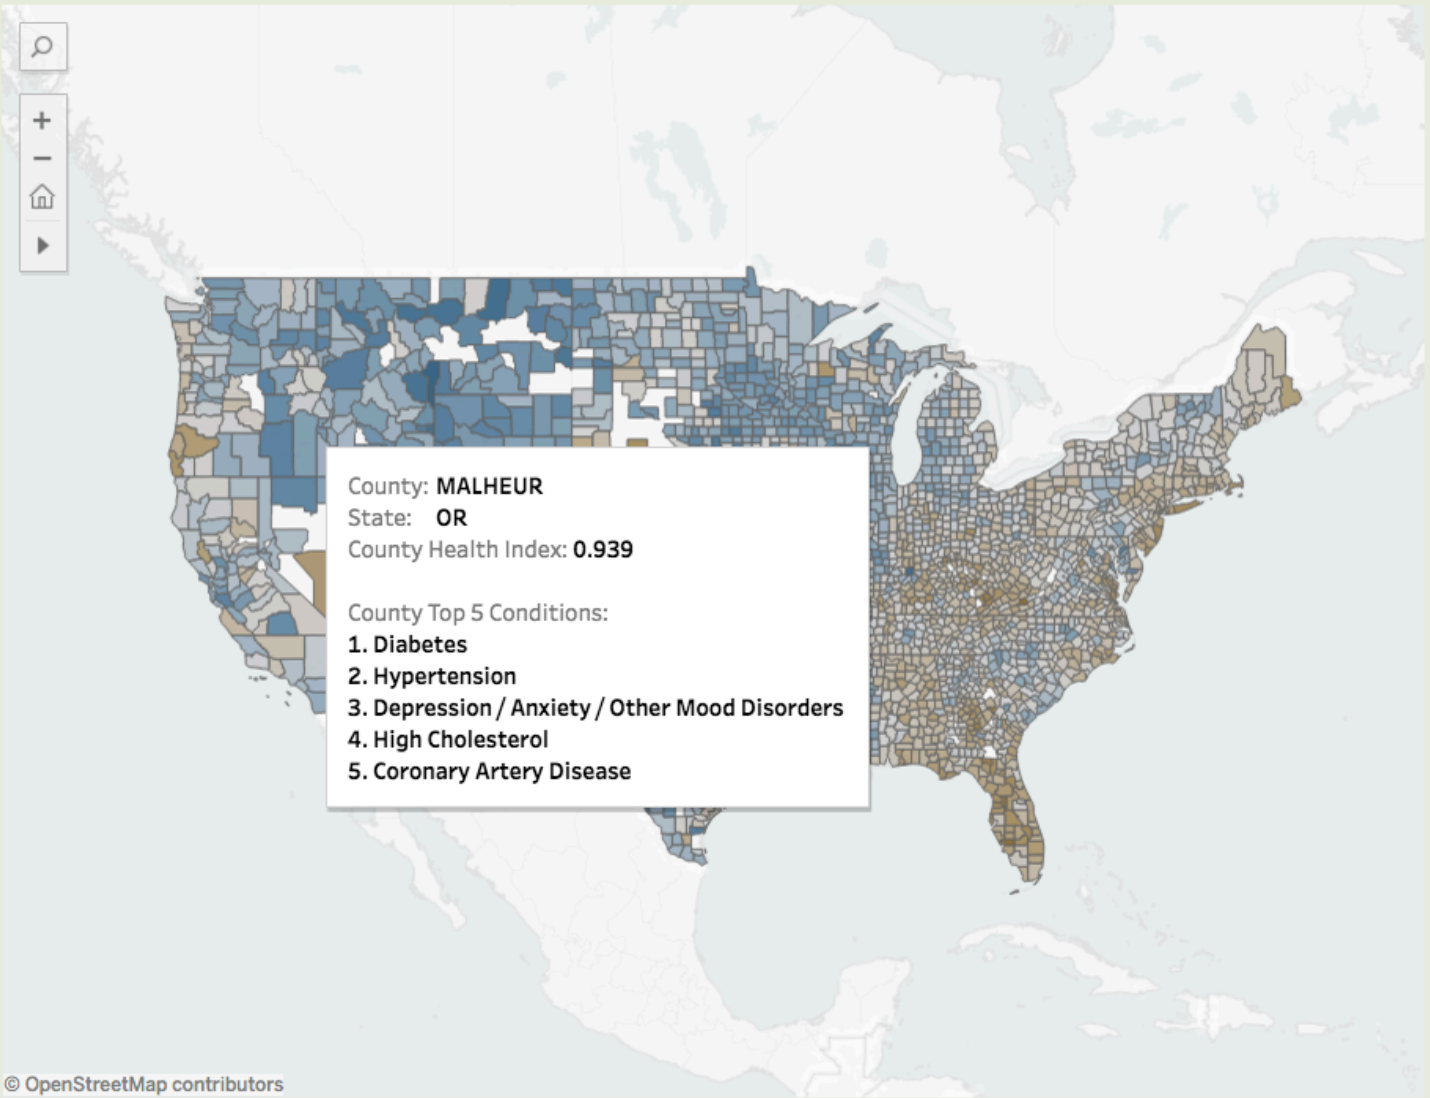 County: MALHEUR
State: OR
County Health Index: 0.939
County Top 5 Conditions:
1. Diabetes
2. Hypertension
3. Depression / Anxiety / Other Mood Disorders
4. High Cholesterol
5. Coronary Artery Disease
© OpenStreetMap contributors